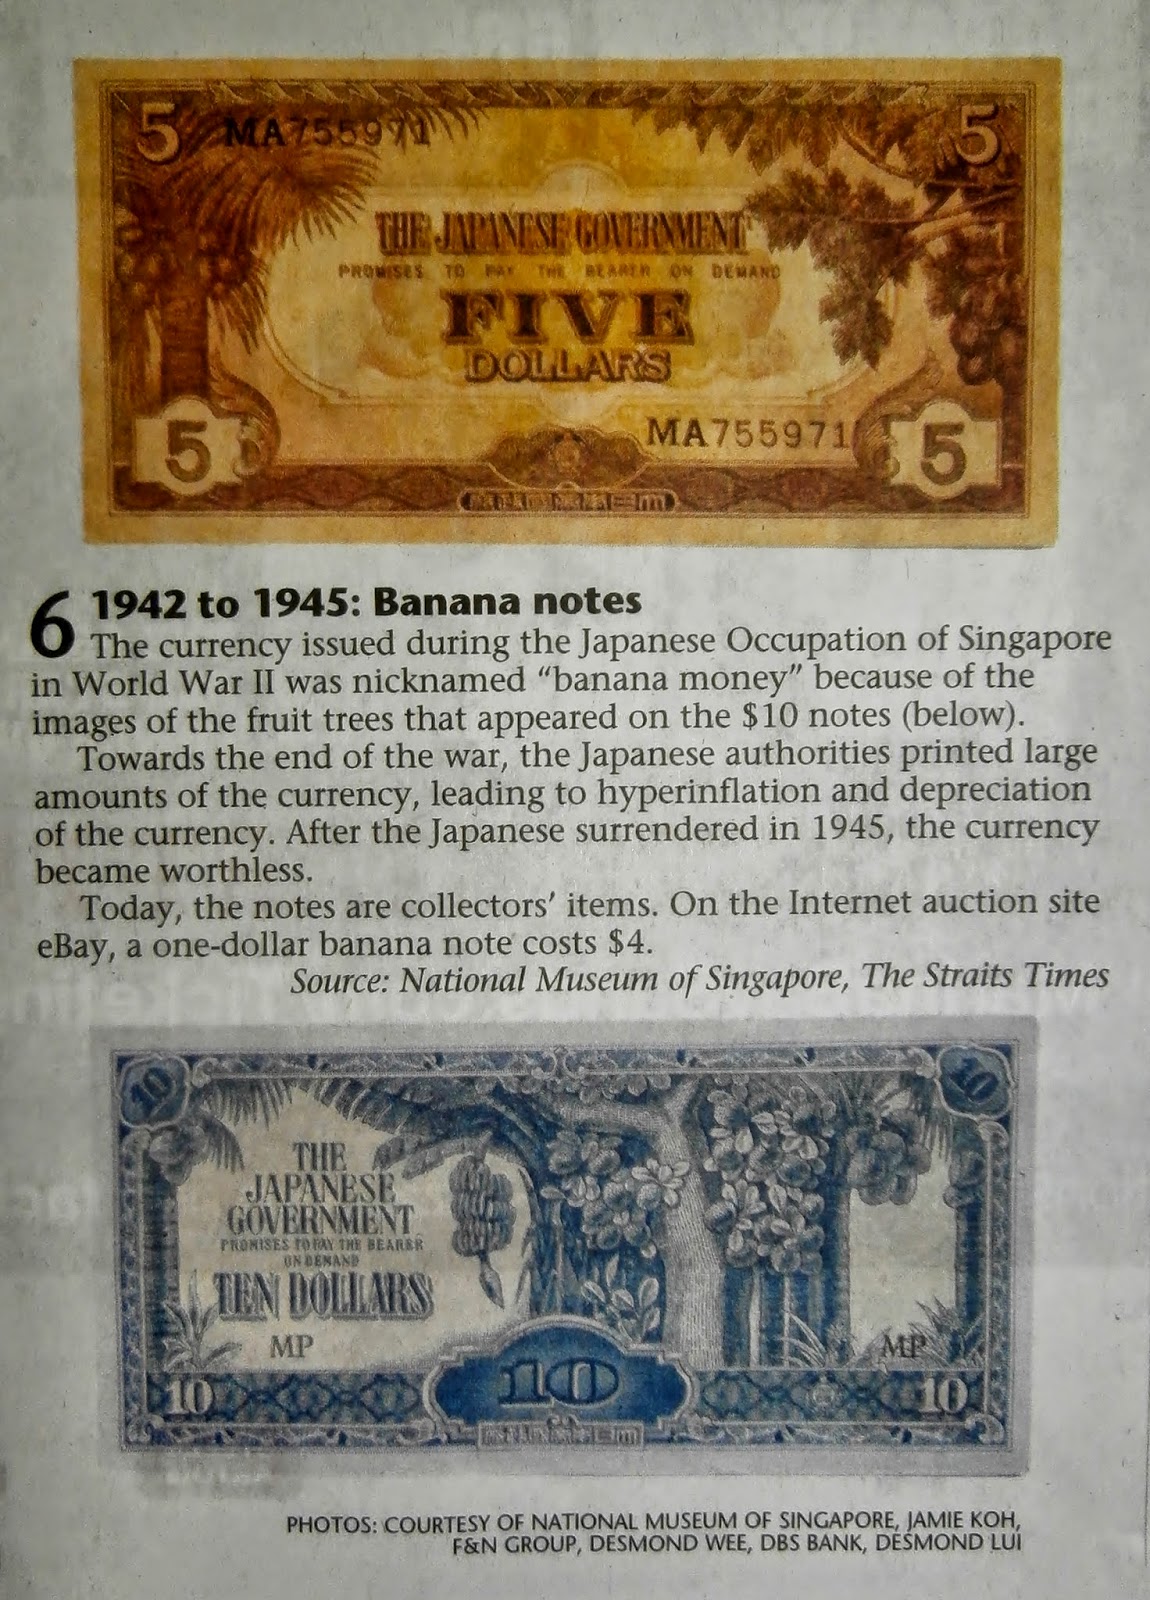 5 MA755971 5
THE JAPANESE GOVERNMENT
PROMISES TO PAY THE BEARER ON DEMAND
FIVE
DOLLARS
MA755971
5 5
6 1942 to 1945: Banana notes
The currency issued during the Japanese Occupation of Singapore
in World War II was nicknamed “banana money” because of the
images of the fruit trees that appeared on the $10 notes (below).
Towards the end of the war, the Japanese authorities printed large
amounts of the currency, leading to hyperinflation and depreciation
of the currency. After the Japanese surrendered in 1945, the currency
became worthless.
Today, the notes are collectors’ items. On the Internet auction site
eBay, a one-dollar banana note costs $4.
Source: National Museum of Singapore, The Straits Times
10 10
THE
JAPANESE
GOVERNMENT
PROMISES TO PAY THE BEARER
ON DEMAND
TEN DOLLARS
MP MP
10 10 10
PHOTOS: COURTESY OF NATIONAL MUSEUM OF SINGAPORE, JAMIE KOH,
F&N GROUP, DESMOND WEE, DBS BANK, DESMOND LUI